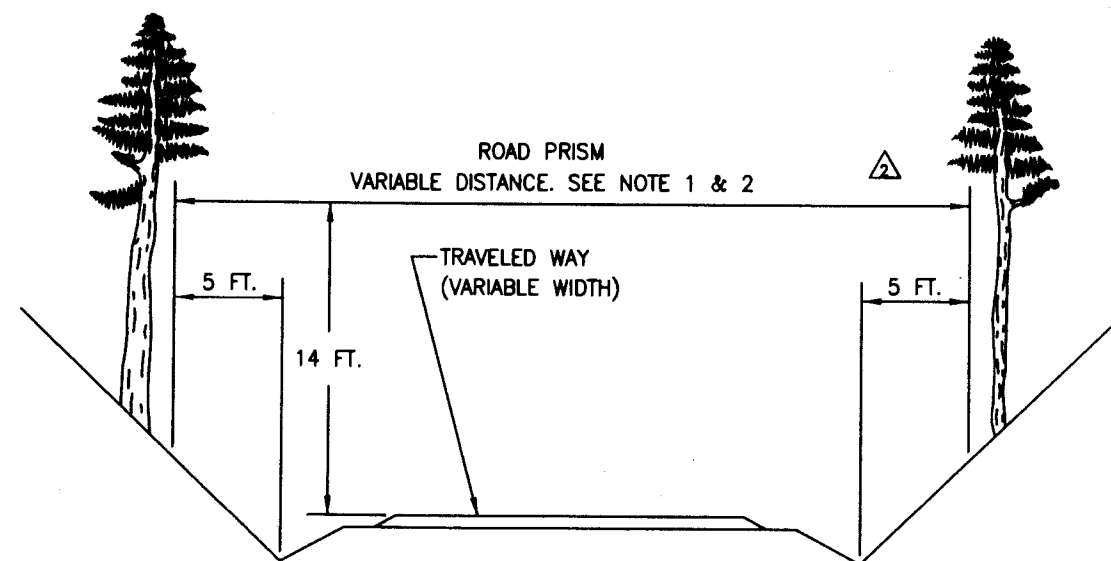 ROAD PRISM
VARIABLE DISTANCE. SEE NOTE 1 & 2
2
TRAVELED WAY
(VARIABLE WIDTH)
5 FT.
5 FT.
14 FT.